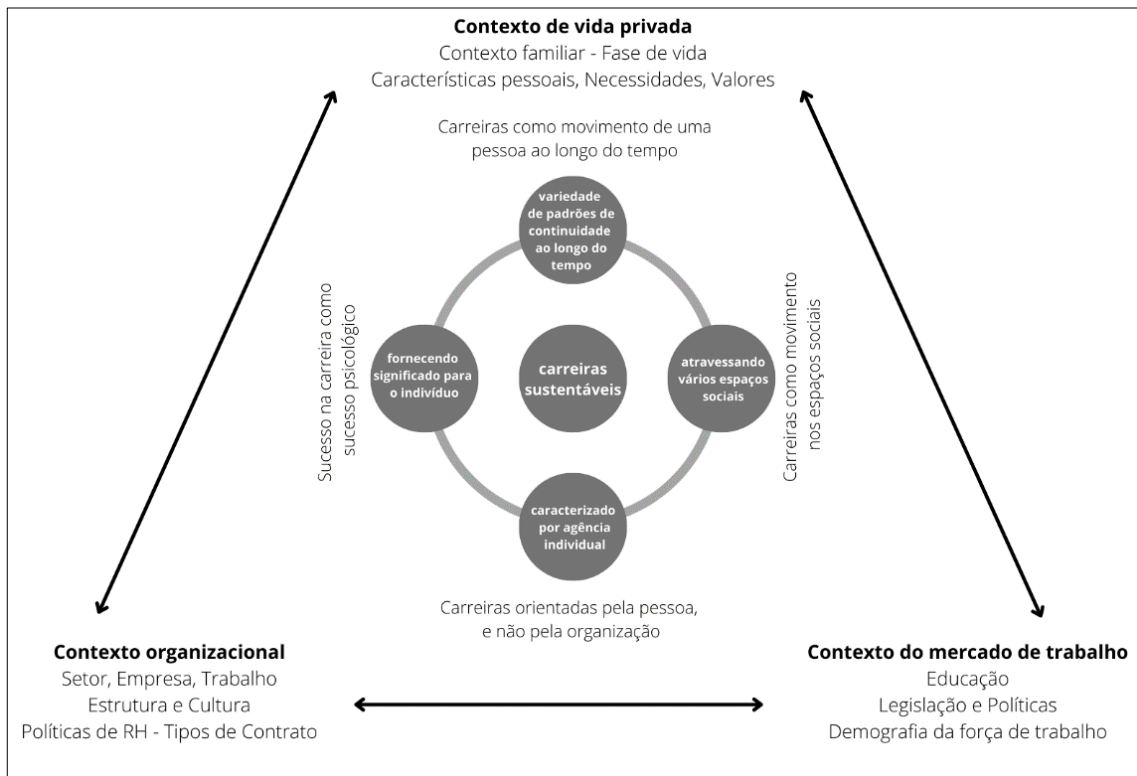 Contexto de vida privada
Contexto familiar - Fase de vida
Características pessoais, Necessidades, Valores
Carreiras como movimento de uma
pessoa ao longo do tempo
variedade
de padrões de
continuidade
ao longo do
tempo
Sucesso na carreira como
sucesso psicológico
fornecendo
significado para
o indivíduo
carreiras
sustentáveis
atravessando
vários espaços
sociais
Carreiras como movimento
nos espaços sociais
caracterizado
por agência
individual
Carreiras orientadas pela pessoa,
e não pela organização
Contexto organizacional
Setor, Empresa, Trabalho
Estrutura e Cultura
Políticas de RH - Tipos de Contrato
Contexto do mercado de trabalho
Educação
Legislação e Políticas
Demografia da força de trabalho